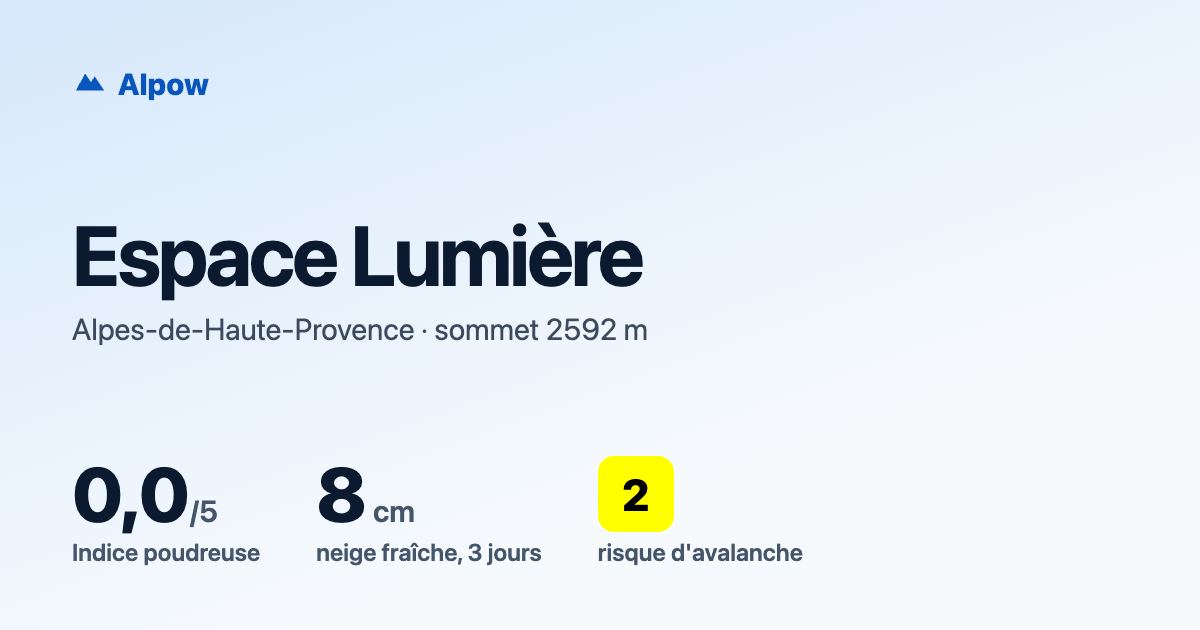 Alpow
Espace Lumière
Alpes-de-Haute-Provence · sommet 2592 m
0,0/5
Indice poudreuse
8 cm
neige fraîche, 3 jours
2
risque d'avalanche